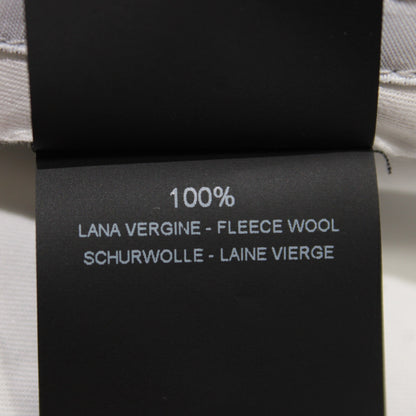 100%
LANA VERGINE - FLEECE WOOL
SCHURWOLLE - LAINE VIERGE